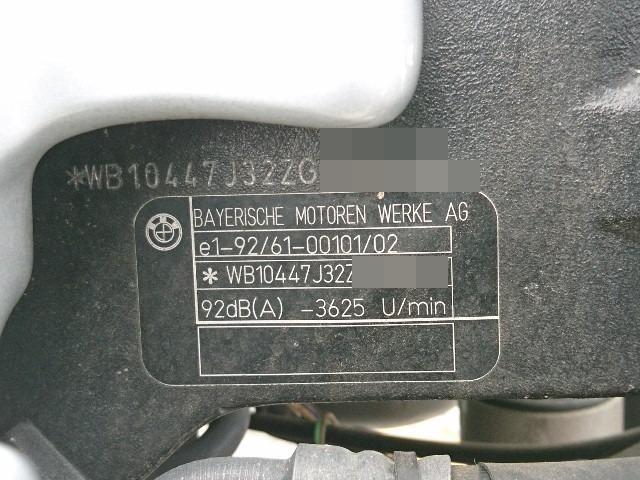 *WB10447J32ZG
BAYERISCHE MOTOREN WERKE AG
e1-92/61-00101/02
* WB10447J32Z
92dB(A) -3625 U/min